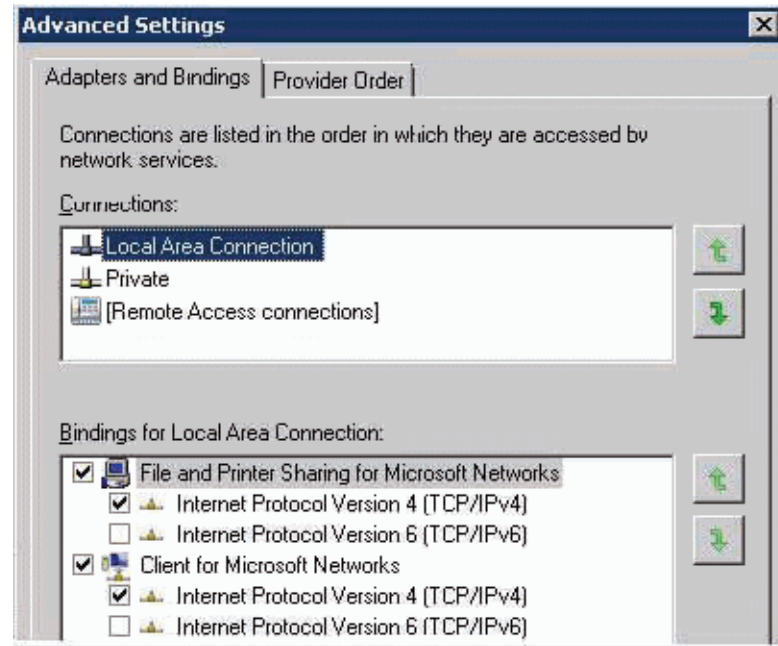 Advanced Settings
Adapters and Bindings
Provider Order
Connections are listed in the order in which they are accessed by
network services.
Connections:
Local Area Connection
Private
[Remote Access connections]
Bindings for Local Area Connection:
File and Printer Sharing for Microsoft Networks
Internet Protocol Version 4 (TCP/IPv4)
Internet Protocol Version 6 (TCP/IPv6)
Client for Microsoft Networks
Internet Protocol Version 4 (TCP/IPv4)
Internet Protocol Version 6 (TCP/IPv6)